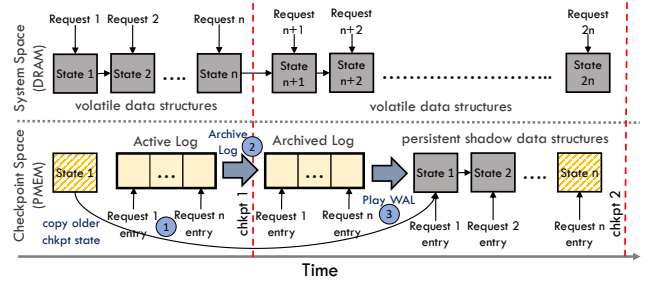 System Space
(DRAM)
Request 1
Request 2
Request n
Request
n+1
Request
n+2
Request
2n
State 1
State 2
....
State n
State
n+1
State
n+2
..............................
State
2n
volatile data structures
volatile data structures
Checkpoint Space
(PMEM)
Active Log
Archive
Log
2
Archived Log
persistent shadow data structures
State 1
...
...
State 1
State 2
....
State n
Play WAL
3
copy older
chkpt state
Request 1
entry
1
Request n
entry
chkpt 1
Request 1
entry
Request n
entry
Request 1
entry
Request 2
entry
Request n
entry
chkpt 2
Time